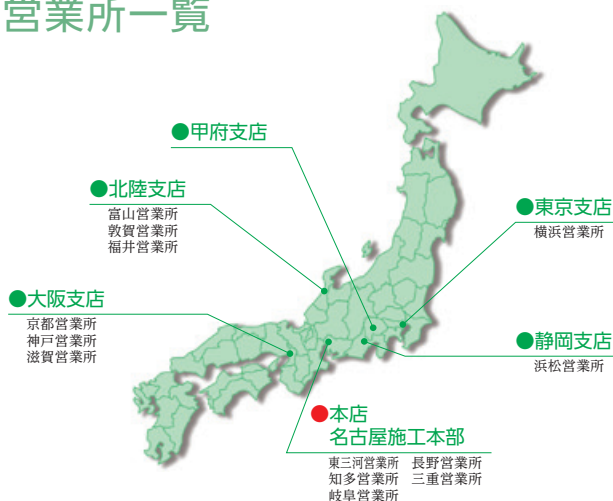 営業所一覧
●甲府支店
●北陸支店
富山営業所
敦賀営業所
福井営業所
●東京支店
横浜営業所
●大阪支店
京都営業所
神戸営業所
滋賀営業所
●静岡支店
浜松営業所
●本店
名古屋施工本部
東三河営業所 長野営業所
知多営業所 三重営業所
岐阜営業所